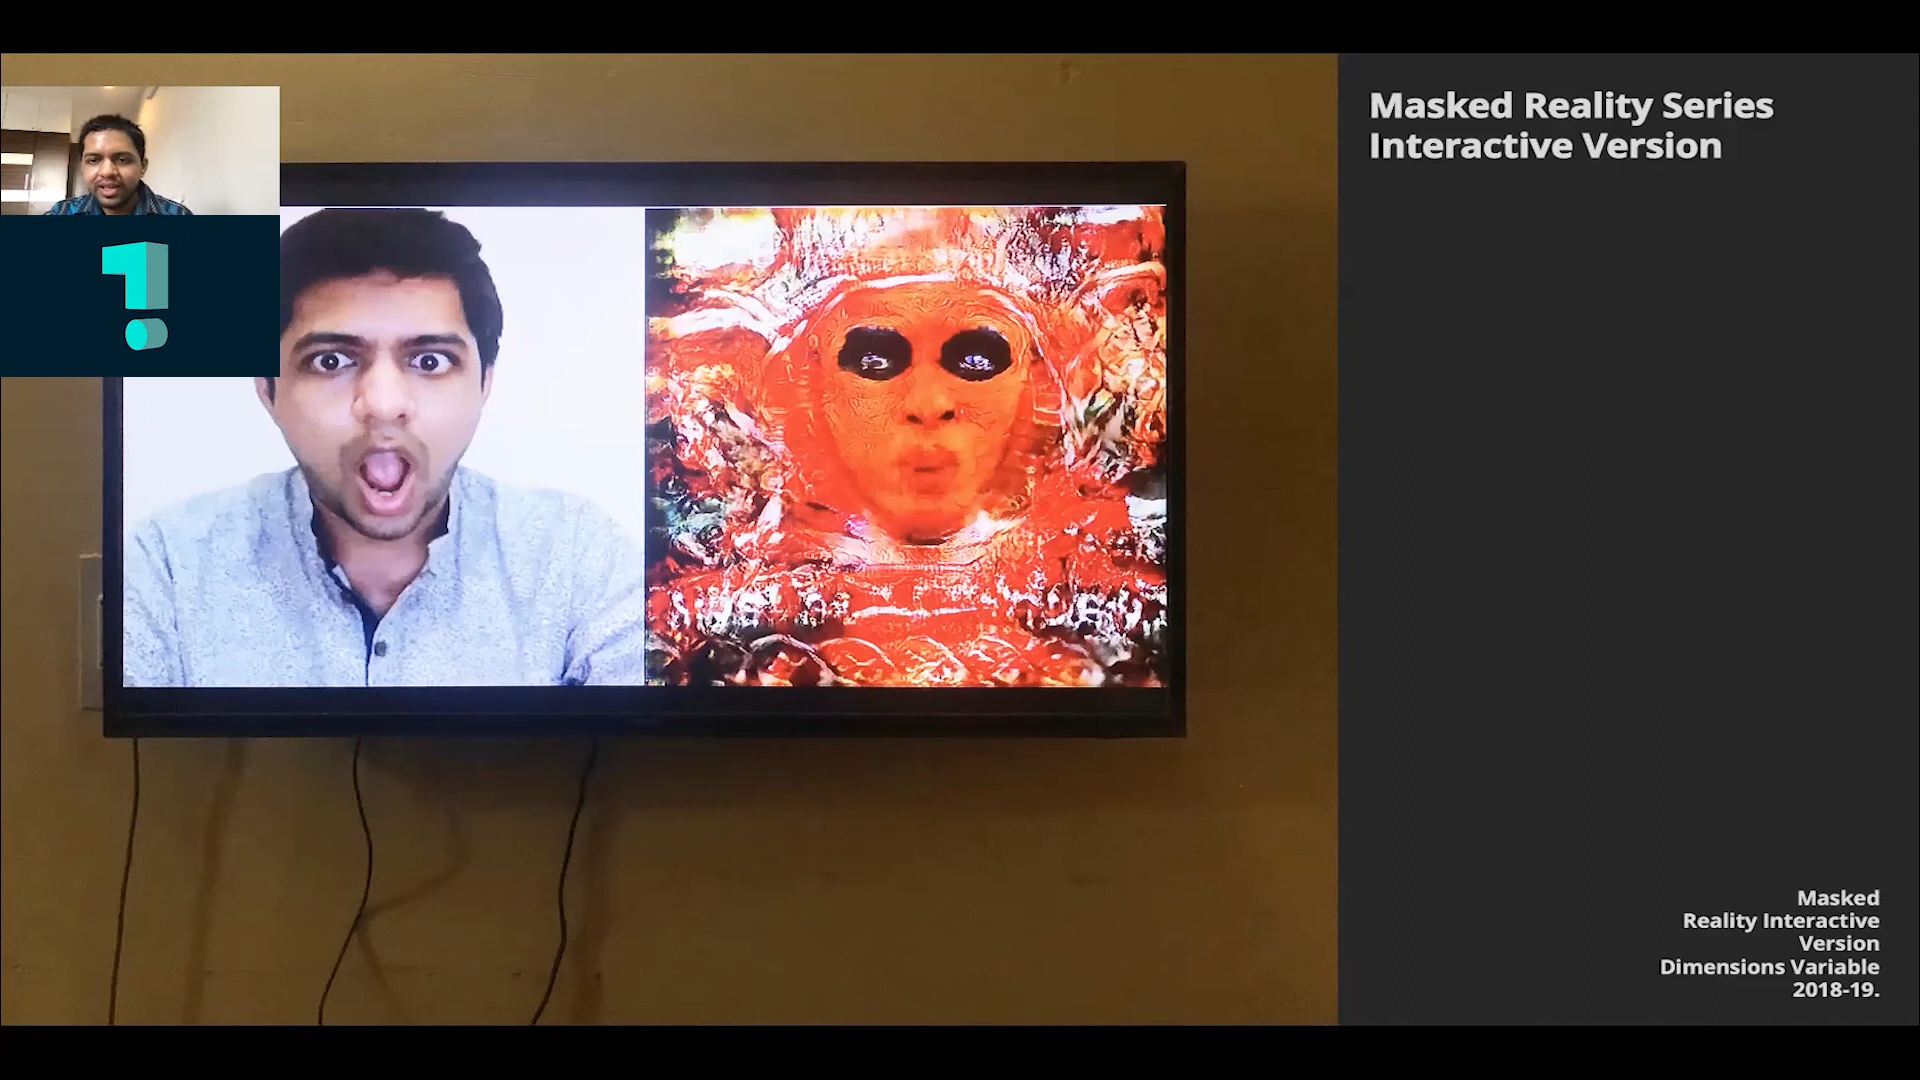 Masked Reality Series
Interactive Version
Masked
Reality Interactive
Version
Dimensions Variable
2018-19.